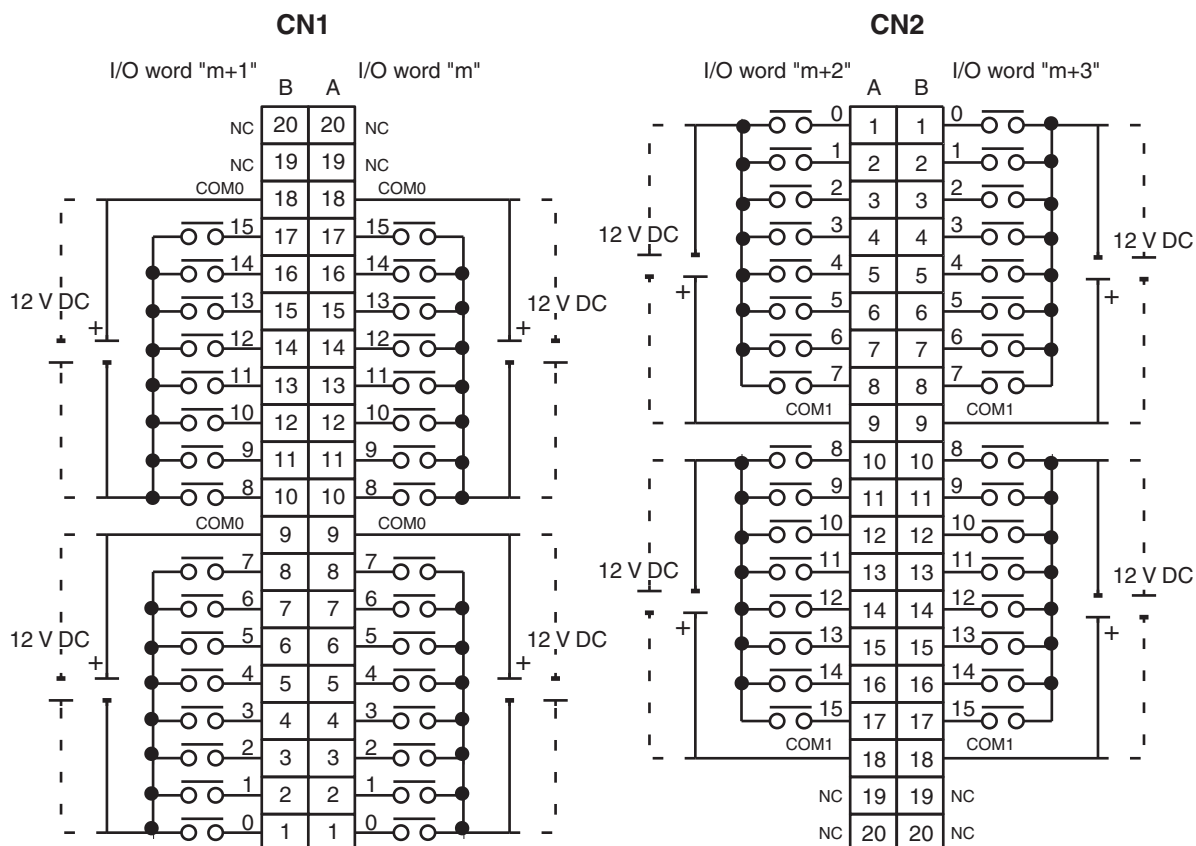 CN1
I/O word "m+1" B A I/O word "m"
NC 20 20 NC
NC 19 19 NC
COM0 18 18 COM0
15 17 17 15
14 16 16 14
13 15 15 13
12 V DC 12 V DC
+ 12 14 14 12 +
11 13 13 11
10 12 12 10
9 11 11 9
8 10 10 8
COM0 9 9 COM0
7 8 8 7
6 7 7 6
12 V DC 5 6 6 5 12 V DC
+ 4 5 5 4 +
3 4 4 3
2 3 3 2
1 2 2 1
0 1 1 0
CN2
I/O word "m+2" A B I/O word "m+3"
0 1 1 0
1 2 2 1
2 3 3 2
12 V DC 3 4 4 3 12 V DC
4 5 5 4
+ 5 6 6 5 +
6 7 7 6
7 8 8 7
COM1 9 9 COM1
8 10 10 8
9 11 11 9
10 12 12 10
12 V DC 11 13 13 11 12 V DC
12 14 14 12
+ 13 15 15 13 +
14 16 16 14
15 17 17 15
COM1 18 18 COM1
NC 19 19 NC
NC 20 20 NC